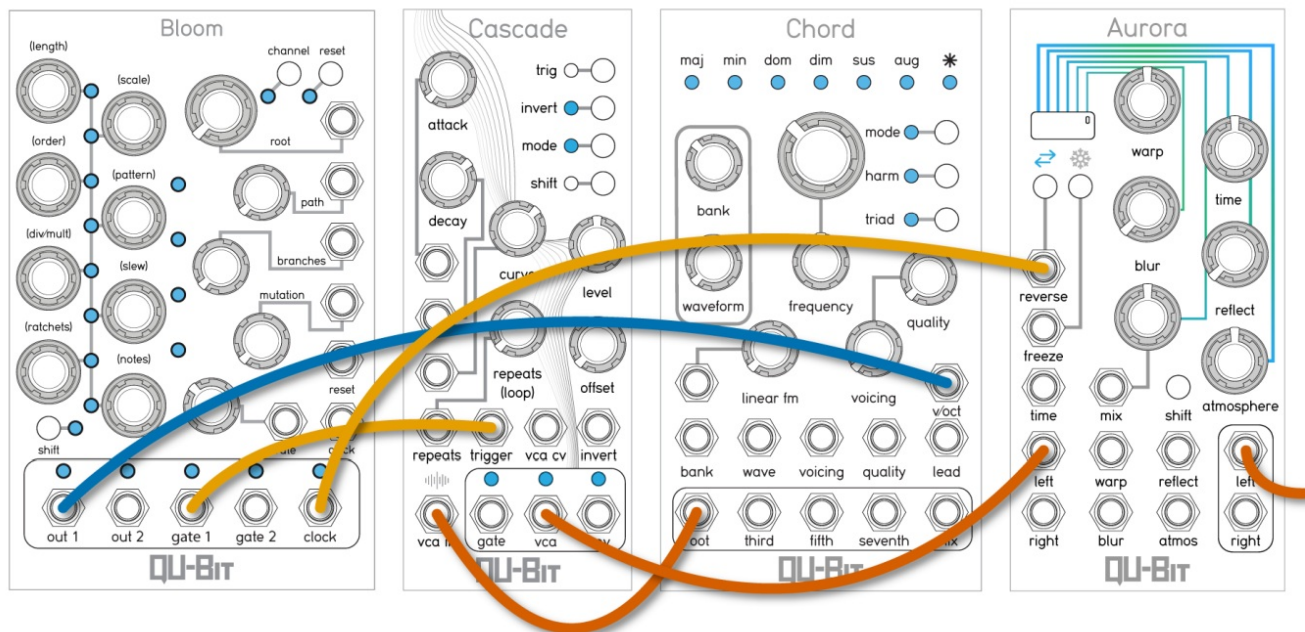 Bloom
(length)
channel
reset
(scale)
root
(order)
(pattern)
path
(div/mult)
branches
(slew)
mutation
(ratchets)
(notes)
reset
shift
out 1
out 2
gate 1
gate 2
clock
QU-BIT
Cascade
trig
attack
invert
mode
decay
shift
level
repeats
(loop)
offset
repeats
trigger
vca cv
invert
gate
vca
QU-BIT
Chord
maj
min
dom
dim
sus
aug
mode
bank
harm
triad
waveform
frequency
quality
linear fm
voicing
v/oct
bank
wave
voicing
quality
lead
third
fifth
seventh
QU-BIT
Aurora
0
warp
time
blur
reverse
reflect
freeze
time
mix
shift
atmosphere
left
warp
reflect
left
right
blur
atmos
right
QU-BIT